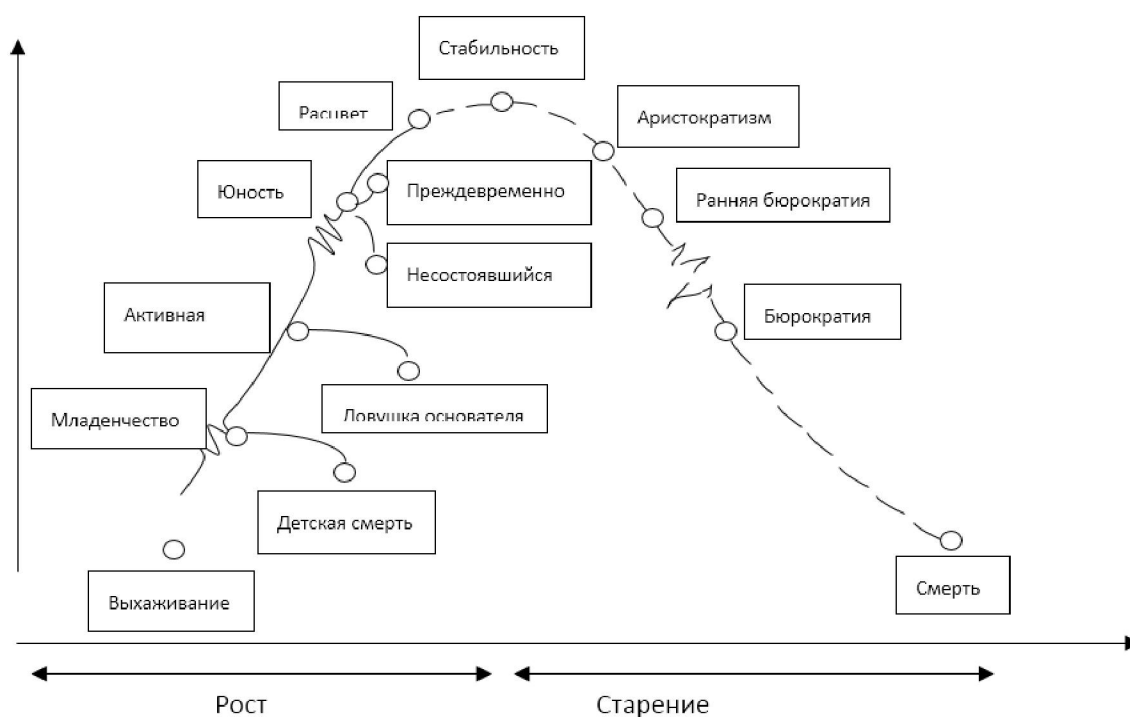 Стабильность
Расцвет
Аристократизм
Юность
Преждевременно
Ранняя бюрократия
Несостоявшийся
Активная
Бюрократия
Младенчество
Ловушка основателя
Детская смерть
Выхаживание
Смерть
Рост
Старение